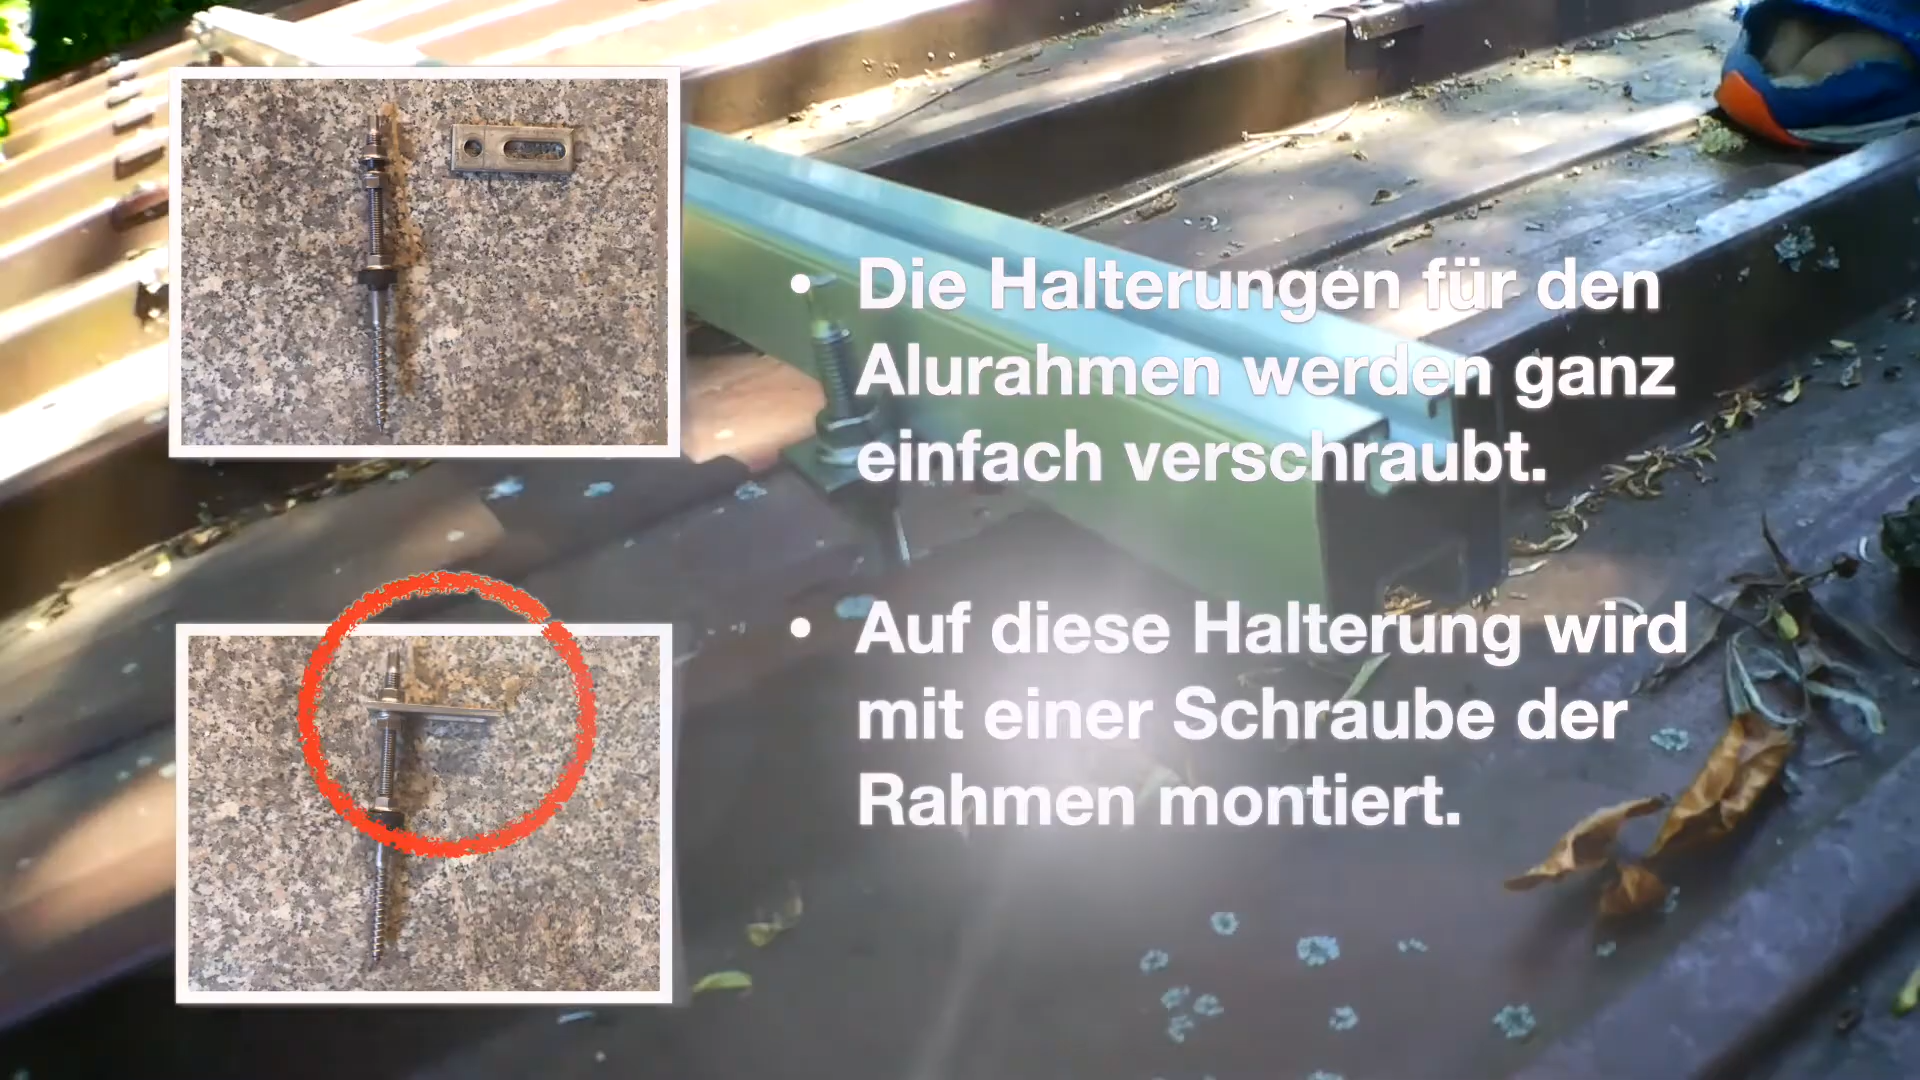 • Die Halterungen für den
Alurahmen werden ganz
einfach verschraubt.
• Auf diese Halterung wird
mit einer Schraube der
Rahmen montiert.